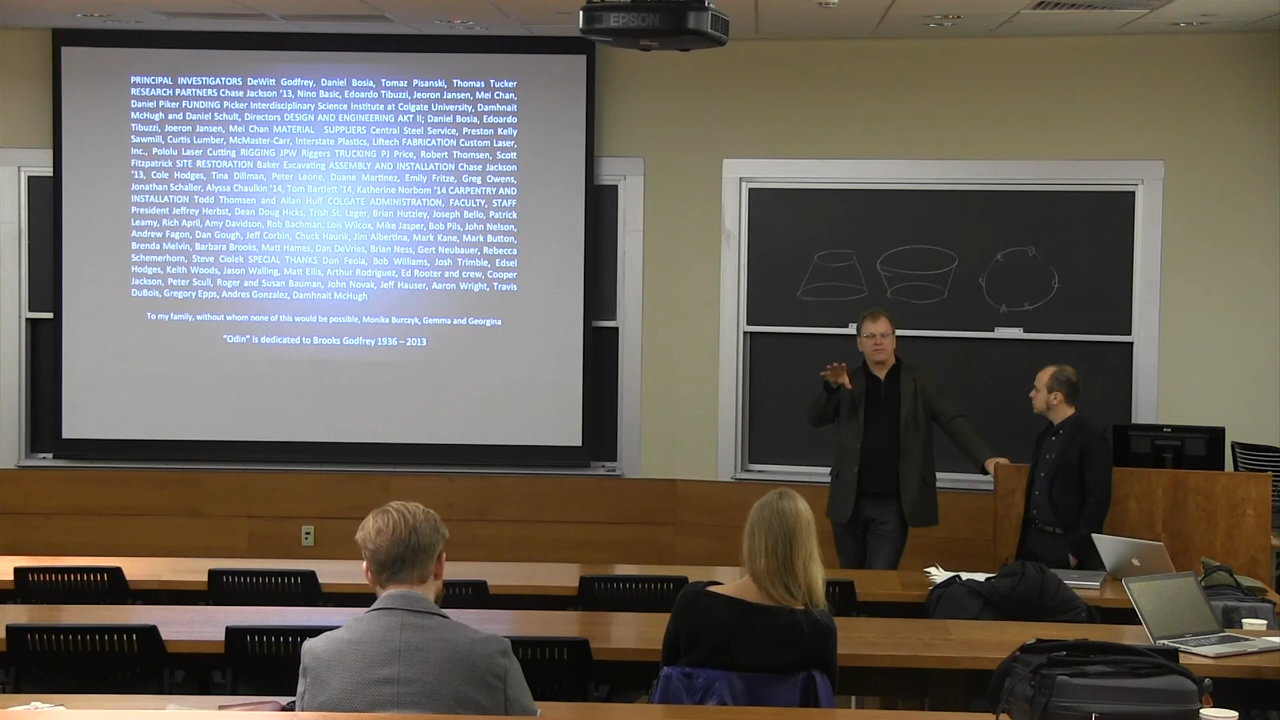 EPSON
PRINCIPAL INVESTIGATORS DeWitt Godfrey, Daniel Bosia, Tomaz Pisanski, Thomas Tucker
RESEARCH PARTNERS Chase Jackson '13, Nino Basic, Edoardo Tibuzzi, Jeoron Jansen, Mei Chan,
Daniel Piker FUNDING Picker Interdisciplinary Science Institute at Colgate University, Damhnait
McHugh and Daniel Schult, Directors DESIGN AND ENGINEERING AKT II; Daniel Bosia, Edoardo
Tibuzzi, Joeron Jansen, Mei Chan MATERIAL SUPPLIERS Central Steel Service, Preston Kelly
Sawmill, Curtis Lumber, McMaster-Carr, Interstate Plastics, Liftech FABRICATION Custom Laser,
Inc., Pololu Laser Cutting RIGGING JPW Riggers TRUCKING PJ Price, Robert Thomsen, Scott
Fitzpatrick SITE RESTORATION Baker Excavating ASSEMBLY AND INSTALLATION Chase Jackson
'13, Cole Hodges, Tina Dillman, Peter Leone, Duane Martinez, Emily Fritze, Greg Owens,
Jonathan Schaller, Alyssa Chaulkin '14, Tom Bartlett '14, Katherine Norbom '14 CARPENTRY AND
INSTALLATION Todd Thomsen and Allan Huff COLGATE ADMINISTRATION, FACULTY, STAFF
President Jeffrey Herbst, Dean Doug Hicks, Trish St. Leger, Brian Hutzley, Joseph Bello, Patrick
Leamy, Rich April, Amy Davidson, Rob Bachman, Lois Wilcox, Mike Jasper, Bob Pils, John Nelson,
Andrew Fagon, Dan Gough, Jeff Corbin, Chuck Haurik, Jim Albertina, Mark Kane, Mark Button,
Brenda Melvin, Barbara Brooks, Matt Hames, Dan DeVries, Brian Ness, Gert Neubauer, Rebecca
Schemerhorn, Steve Ciolek SPECIAL THANKS Don Feola, Bob Williams, Josh Trimble, Edsel
Hodges, Keith Woods, Jason Walling, Matt Ellis, Arthur Rodriguez, Ed Rooter and crew, Cooper
Jackson, Peter Scull, Roger and Susan Bauman, John Novak, Jeff Hauser, Aaron Wright, Travis
DuBois, Gregory Epps, Andres Gonzalez, Damhnait McHugh
To my family, without whom none of this would be possible, Monika Burczyk, Gemma and Georgina
"Odin" is dedicated to Brooks Godfrey 1936 – 2013